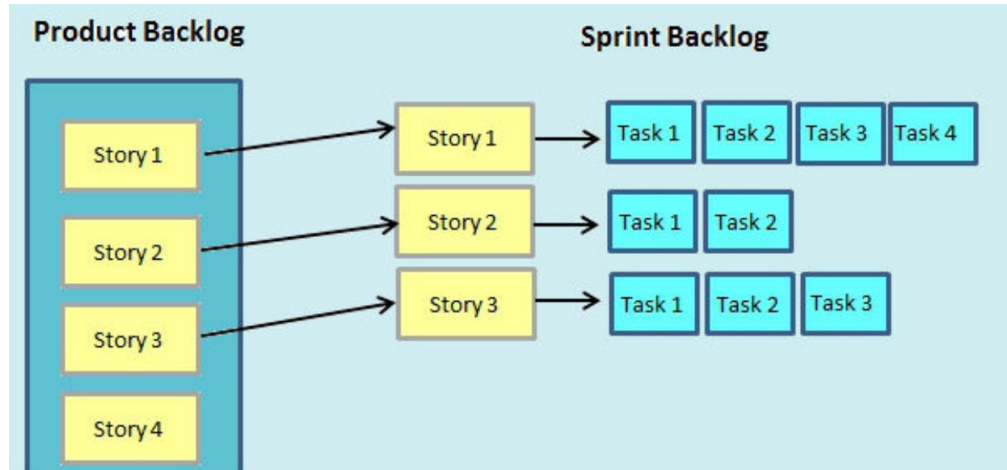 Product Backlog
Sprint Backlog
Story 1
Story 1
Task 1
Task 2
Task 3
Task 4
Story 2
Story 2
Task 1
Task 2
Story 3
Story 3
Task 1
Task 2
Task 3
Story 4